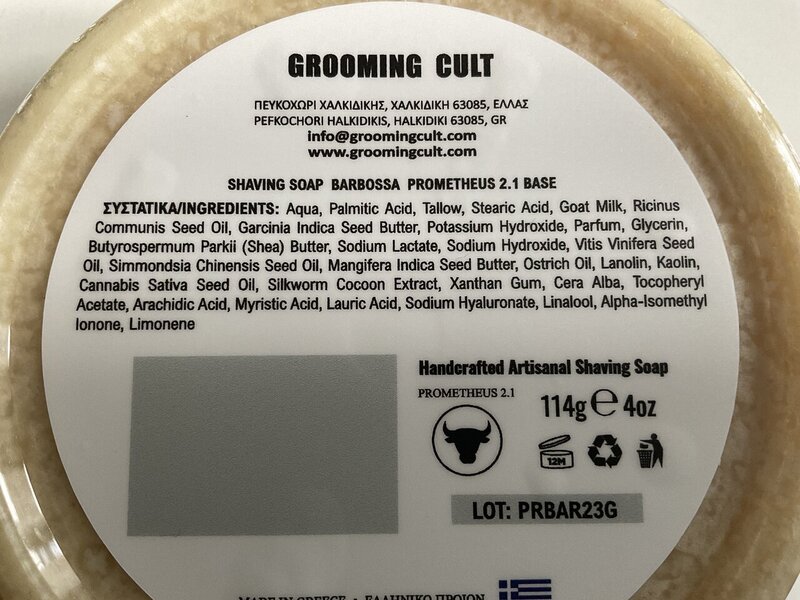 GROOMING CULT
ΠΕΥΚΟΧΩΡΙ ΧΑΛΚΙΔΙΚΗΣ, ΧΑΛΚΙΔΙΚΗ 63085, ΕΛΛΑΣ
PEFKOCHORI HALKIDIKIS, HALKIDIKI 63085, GR
info@groomingcult.com
www.groomingcult.com
SHAVING SOAP BARBOSSA PROMETHEUS 2.1 BASE
ΣΥΣΤΑΤΙΚΑ/INGREDIENTS: Aqua, Palmitic Acid, Tallow, Stearic Acid, Goat Milk, Ricinus
Communis Seed Oil, Garcinia Indica Seed Butter, Potassium Hydroxide, Parfum, Glycerin,
Butyrospermum Parkii (Shea) Butter, Sodium Lactate, Sodium Hydroxide, Vitis Vinifera Seed
Oil, Simmondsia Chinensis Seed Oil, Mangifera Indica Seed Butter, Ostrich Oil, Lanolin, Kaolin,
Cannabis Sativa Seed Oil, Silkworm Cocoon Extract, Xanthan Gum, Cera Alba, Tocopheryl
Acetate, Arachidic Acid, Myristic Acid, Lauric Acid, Sodium Hyaluronate, Linalool, Alpha-Isomethyl
Ionone, Limonene
Handcrafted Artisanal Shaving Soap
PROMETHEUS 2.1
114g ℮ 4oz
12M
LOT: PRBAR23G
MADE IN GREECE • ΕΛΛΗΝΙΚΟ ΠΡΟΙΟΝ